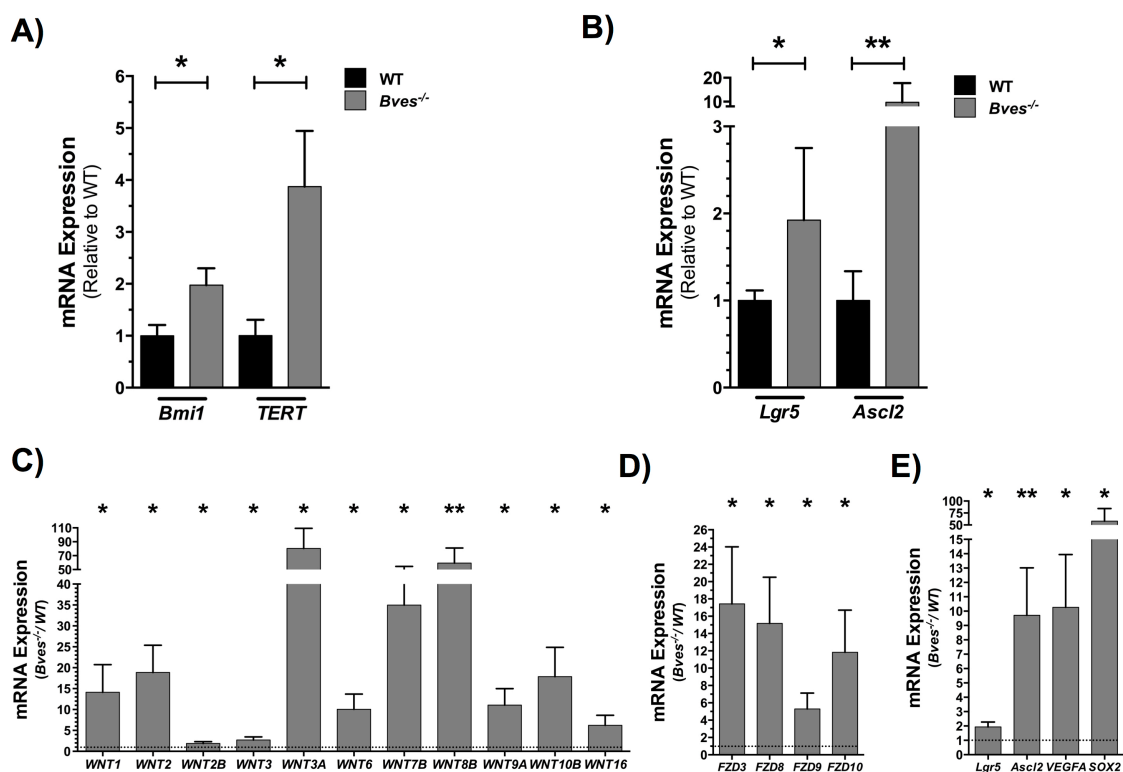 A)
* *
WT
Bves-/-
mRNA Expression
(Relative to WT)
6
5
4
3
2
1
0
Bmi1 TERT
B)
* **
WT
Bves-/-
mRNA Expression
(Relative to WT)
20
10
3
2
1
0
Lgr5 Ascl2
C)
* * * * * * * ** * * *
mRNA Expression
(Bves-/-/ WT)
110
90
70
50
40
35
30
25
20
15
10
5
0
WNT1 WNT2 WNT2B WNT3 WNT3A WNT6 WNT7B WNT8B WNT9A WNT10B WNT16
D)
* * * *
mRNA Expression
(Bves-/-/ WT)
26
24
22
20
18
16
14
12
10
8
6
4
2
0
FZD3 FZD8 FZD9 FZD10
E)
* ** * *
mRNA Expression
(Bves-/-/ WT)
100
75
50
15
14
13
12
11
10
9
8
7
6
5
4
3
2
1
0
Lgr5 Ascl2 VEGFA SOX2